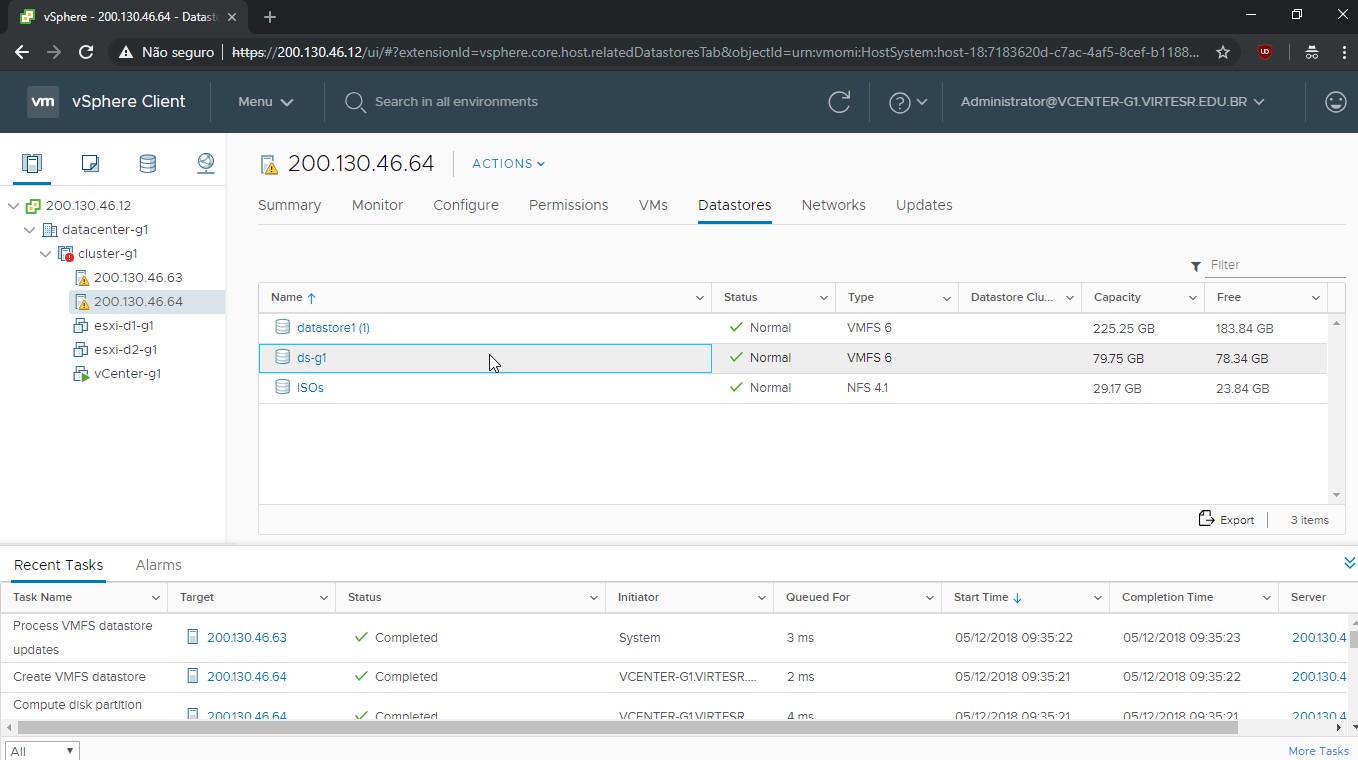 vSphere - 200.130.46.64 - Datast
Não seguro | https://200.130.46.12/ui/#?extensionId=vsphere.core.host.relatedDatastoresTab&objectId=urn:vmomi:HostSystem:host-18:7183620d-c7ac-4af5-8cef-b1188...
vm vSphere Client Menu Search in all environments ? Administrator@VCENTER-G1.VIRTESR.EDU.BR
200.130.46.64 ACTIONS
Summary Monitor Configure Permissions VMs Datastores Networks Updates
200.130.46.12
datacenter-g1
cluster-g1
200.130.46.63
200.130.46.64
esxi-d1-g1
esxi-d2-g1
vCenter-g1
Filter
Name Status Type Datastore Clu... Capacity Free
datastore1 (1) Normal VMFS 6 225.25 GB 183.84 GB
ds-g1 Normal VMFS 6 79.75 GB 78.34 GB
ISOs Normal NFS 4.1 29.17 GB 23.84 GB
Export 3 items
Recent Tasks Alarms
Task Name Target Status Initiator Queued For Start Time Completion Time Server
Process VMFS datastore
updates 200.130.46.63 Completed System 3 ms 05/12/2018 09:35:22 05/12/2018 09:35:23 200.130.4
Create VMFS datastore 200.130.46.64 Completed VCENTER-G1.VIRTESR.... 2 ms 05/12/2018 09:35:21 05/12/2018 09:35:22 200.130.4
Compute disk partition
200.130.46.64 Completed VCENTER-G1.VIRTESR 4 ms 05/12/2018 09:35:21 05/12/2018 09:35:21 200.130.4
All More Tasks